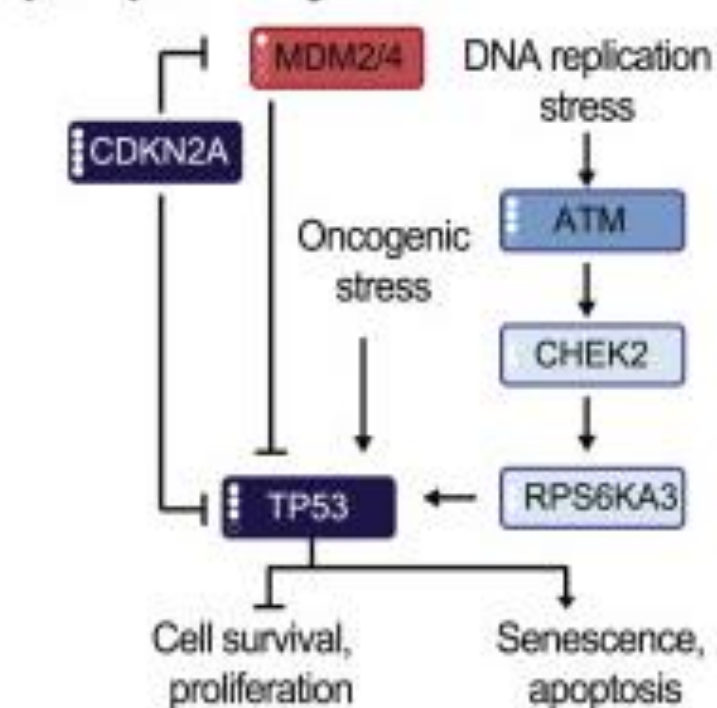 MDM2/4
DNA replication
stress
CDKN2A
ATM
Oncogenic
stress
CHEK2
TP53
RPS6KA3
Cell survival,
proliferation
Senescence,
apoptosis